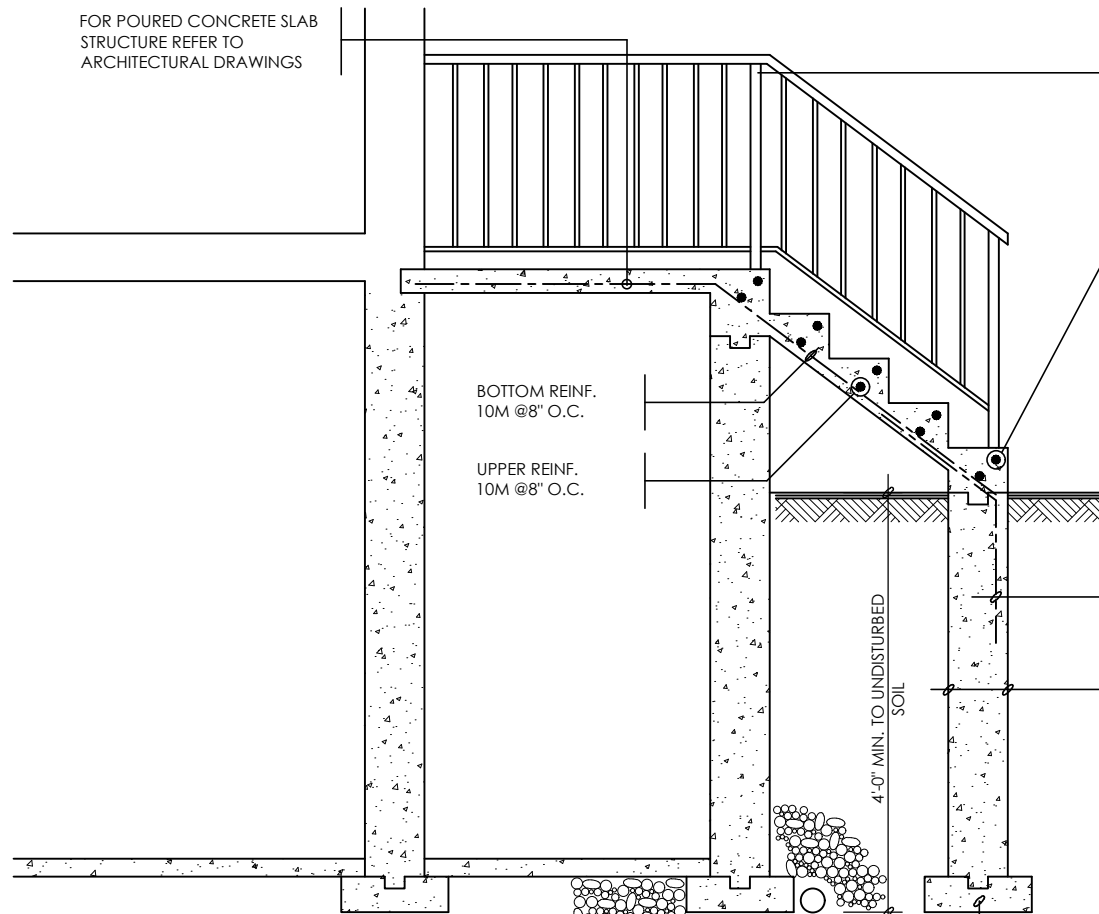 FOR POURED CONCRETE SLAB
STRUCTURE REFER TO
ARCHITECTURAL DRAWINGS
BOTTOM REINF.
10M @8" O.C.
UPPER REINF.
10M @8" O.C.
4'-0" MIN. TO UNDISTURBED
SOIL